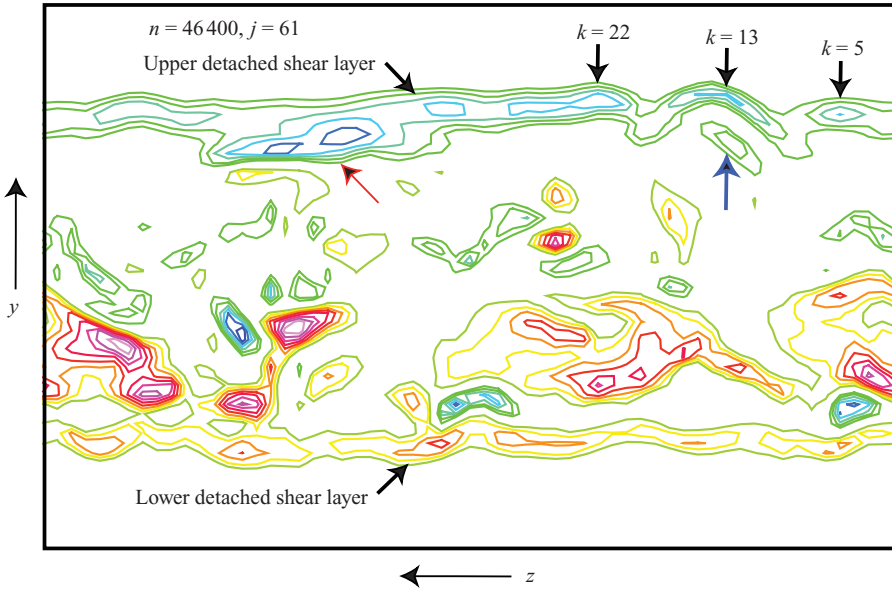 n = 46 400, j = 61
Upper detached shear layer
k = 22
k = 13
k = 5
y
Lower detached shear layer
z